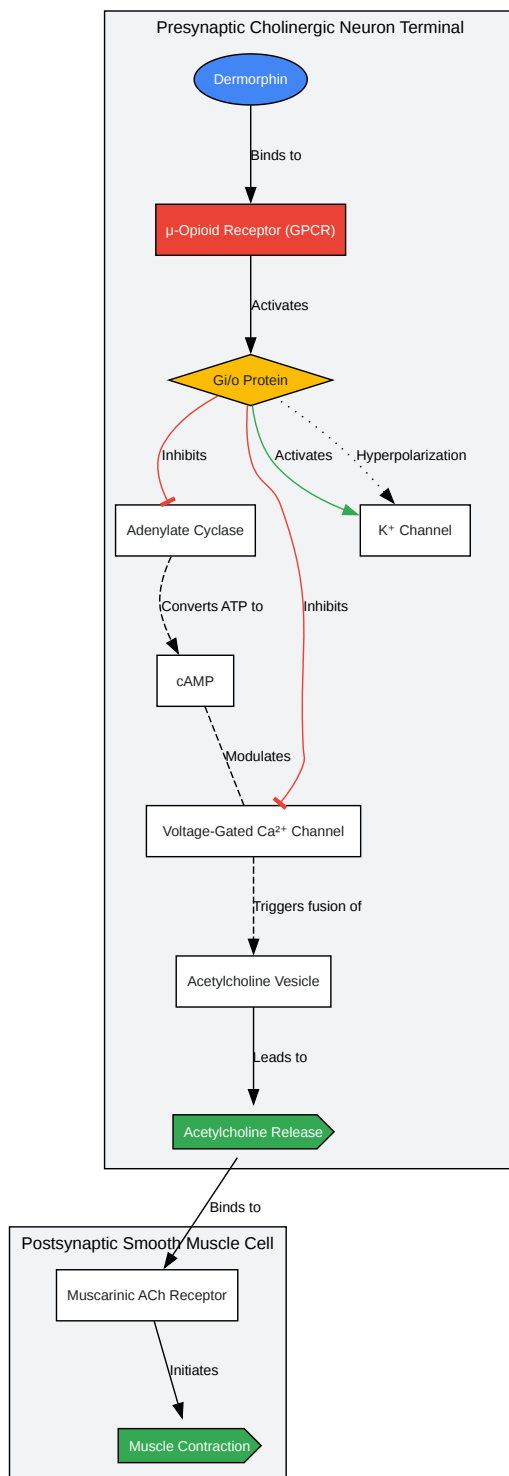 Presynaptic Cholinergic Neuron Terminal
Dermorphin
Binds to
μ-Opioid Receptor (GPCR)
Activates
Gi/o Protein
Inhibits
Activates
Hyperpolarization
Adenylate Cyclase
K⁺ Channel
Converts ATP to
Inhibits
cAMP
Modulates
Voltage-Gated Ca²⁺ Channel
Triggers fusion of
Acetylcholine Vesicle
Leads to
Acetylcholine Release
Binds to
Postsynaptic Smooth Muscle Cell
Muscarinic ACh Receptor
Initiates
Muscle Contraction